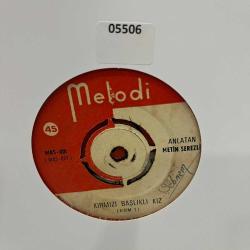 05506
Melodi
45
ANLATAN
METİN SEREZLİ
KIRMIZI BAŞLIKLI KIZ
(KISIM 1)